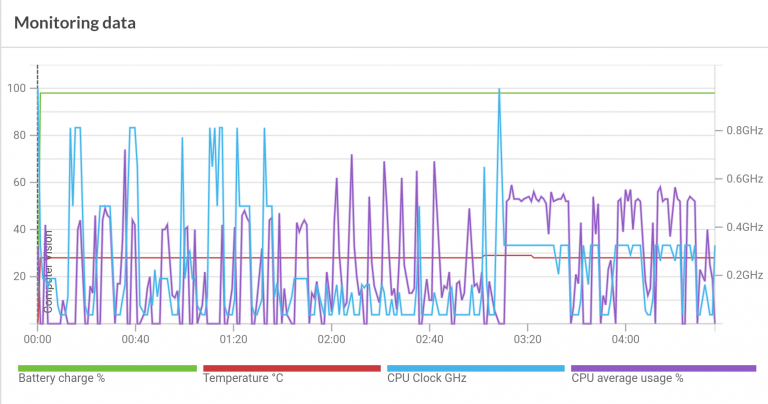 Monitoring data
100
80
60
40
20
0.8GHz
0.6GHz
0.4GHz
0.2GHz
Computer Vision
00:00 00:40 01:20 02:00 02:40 03:20 04:00
Battery charge % Temperature °C CPU Clock GHz CPU average usage %